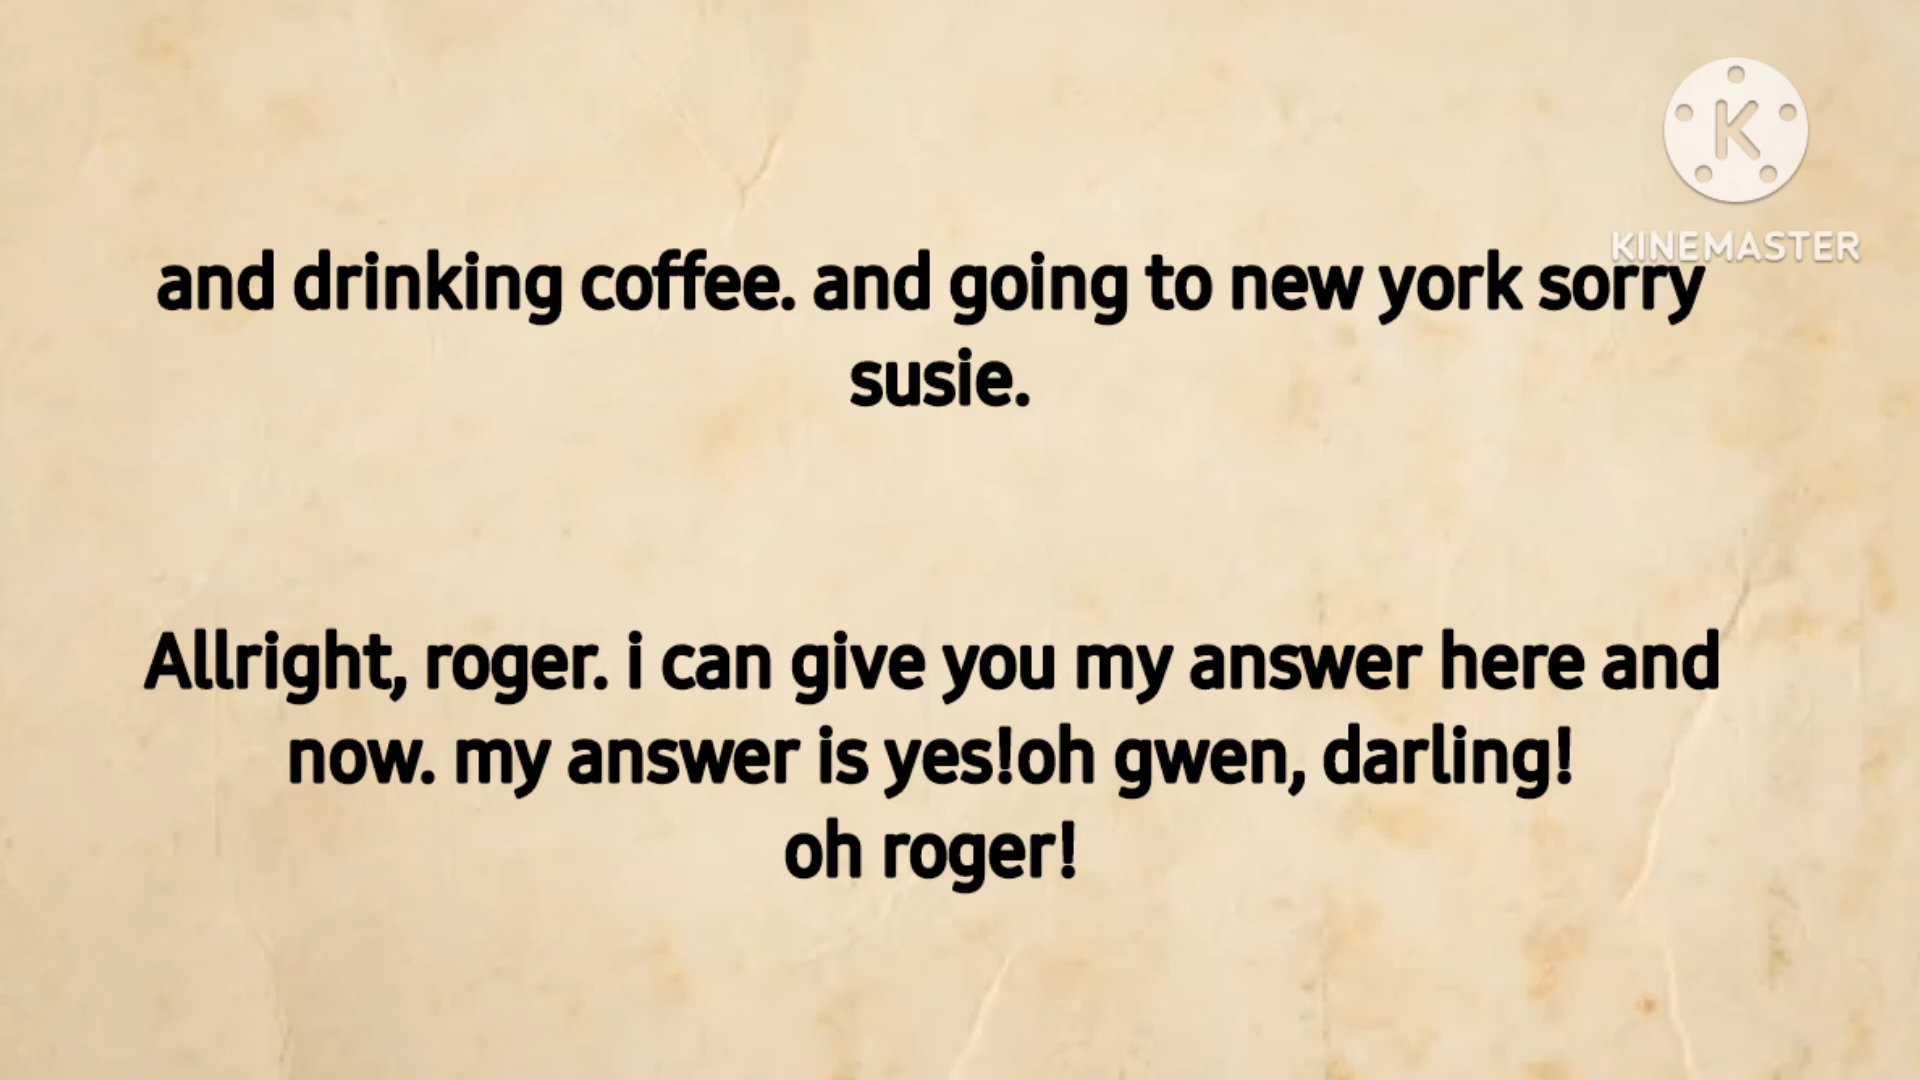 KINEMASTER
and drinking coffee. and going to new york sorry
susie.
Allright, roger. i can give you my answer here and
now. my answer is yes!oh gwen, darling!
oh roger!